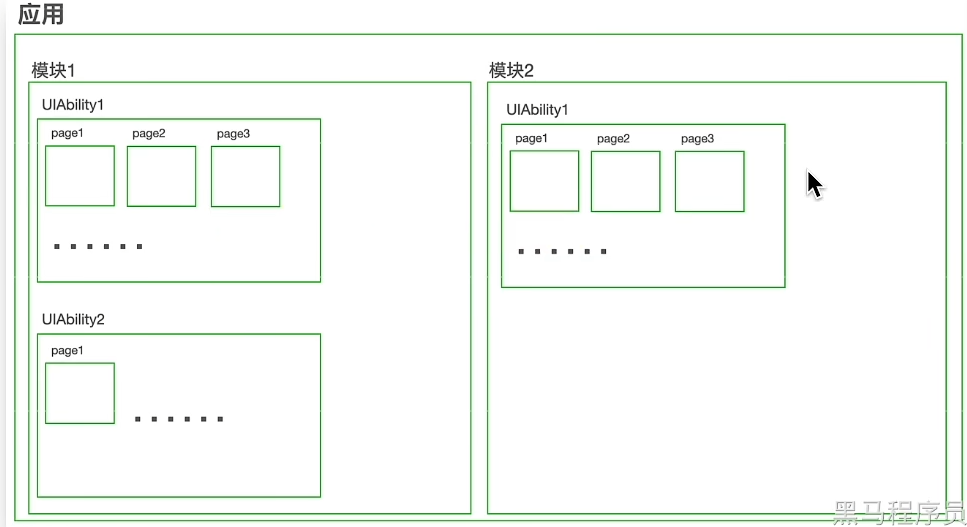 应用
模块1
UIAbility1
page1 page2 page3
......
UIAbility2
page1
......
模块2
UIAbility1
page1 page2 page3
......
黑马程序员